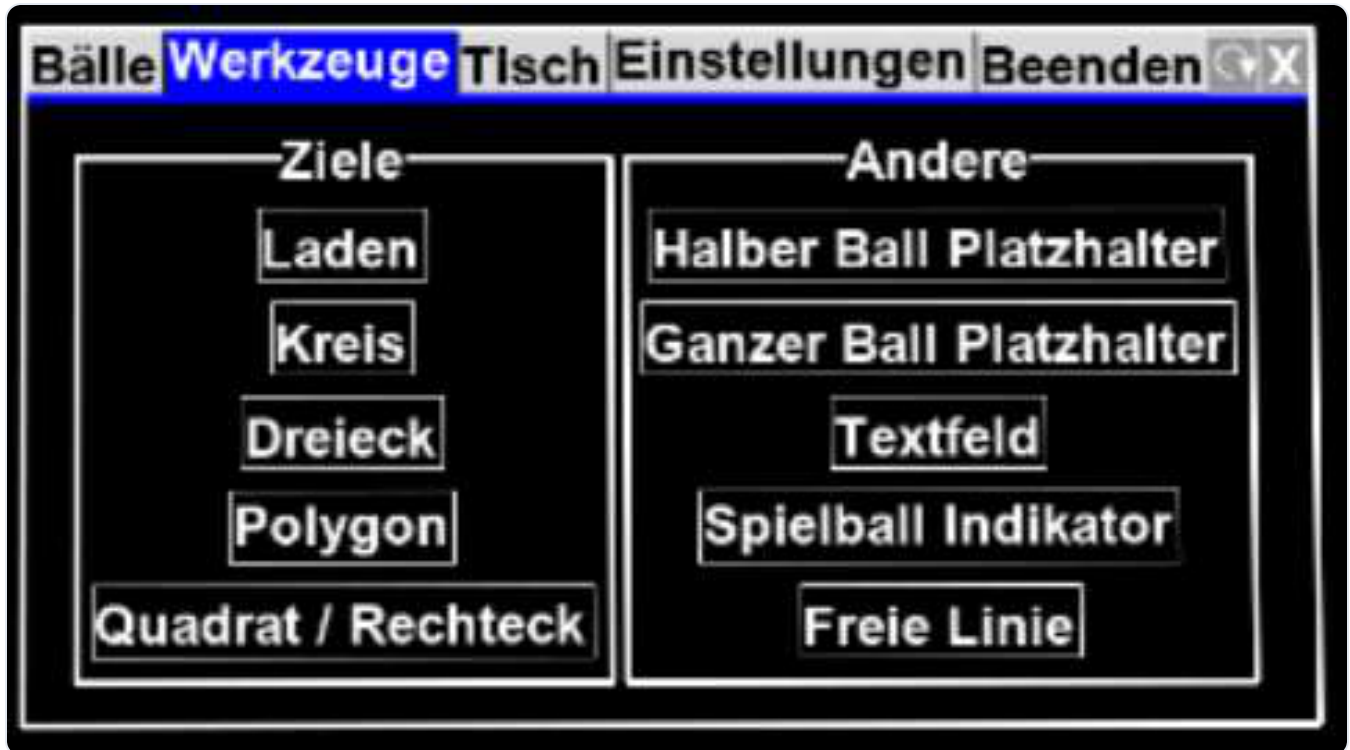 Bälle Werkzeuge Tisch Einstellungen Beenden X
Ziele
Laden
Kreis
Dreieck
Polygon
Quadrat / Rechteck
Andere
Halber Ball Platzhalter
Ganzer Ball Platzhalter
Textfeld
Spielball Indikator
Freie Linie